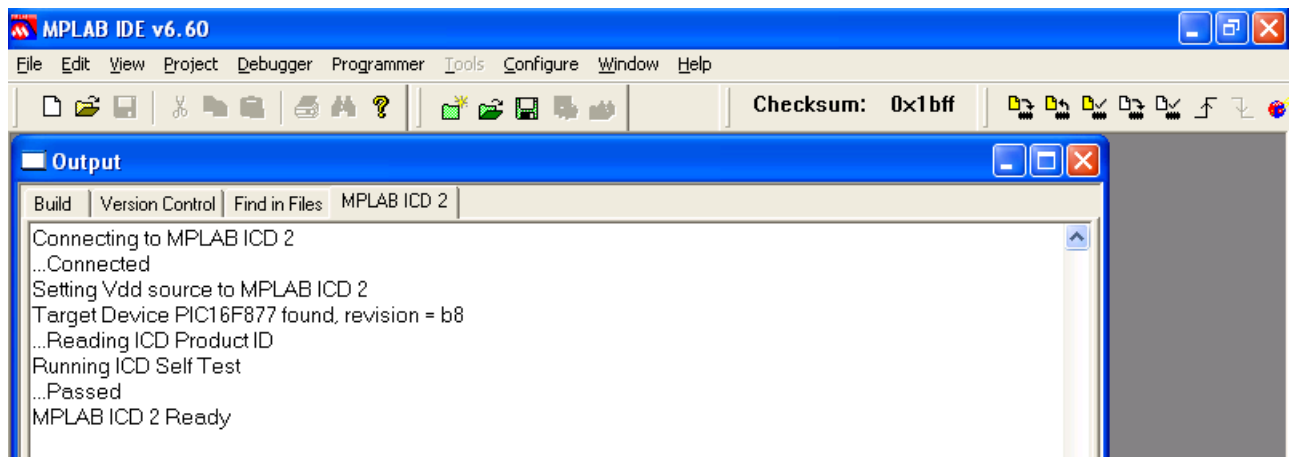 MPLAB IDE v6.60
File Edit View Project Debugger Programmer Tools Configure Window Help
Checksum: 0x1bff
Output
Build Version Control Find in Files MPLAB ICD 2
Connecting to MPLAB ICD 2
...Connected
Setting Vdd source to MPLAB ICD 2
Target Device PIC16F877 found, revision = b8
...Reading ICD Product ID
Running ICD Self Test
...Passed
MPLAB ICD 2 Ready